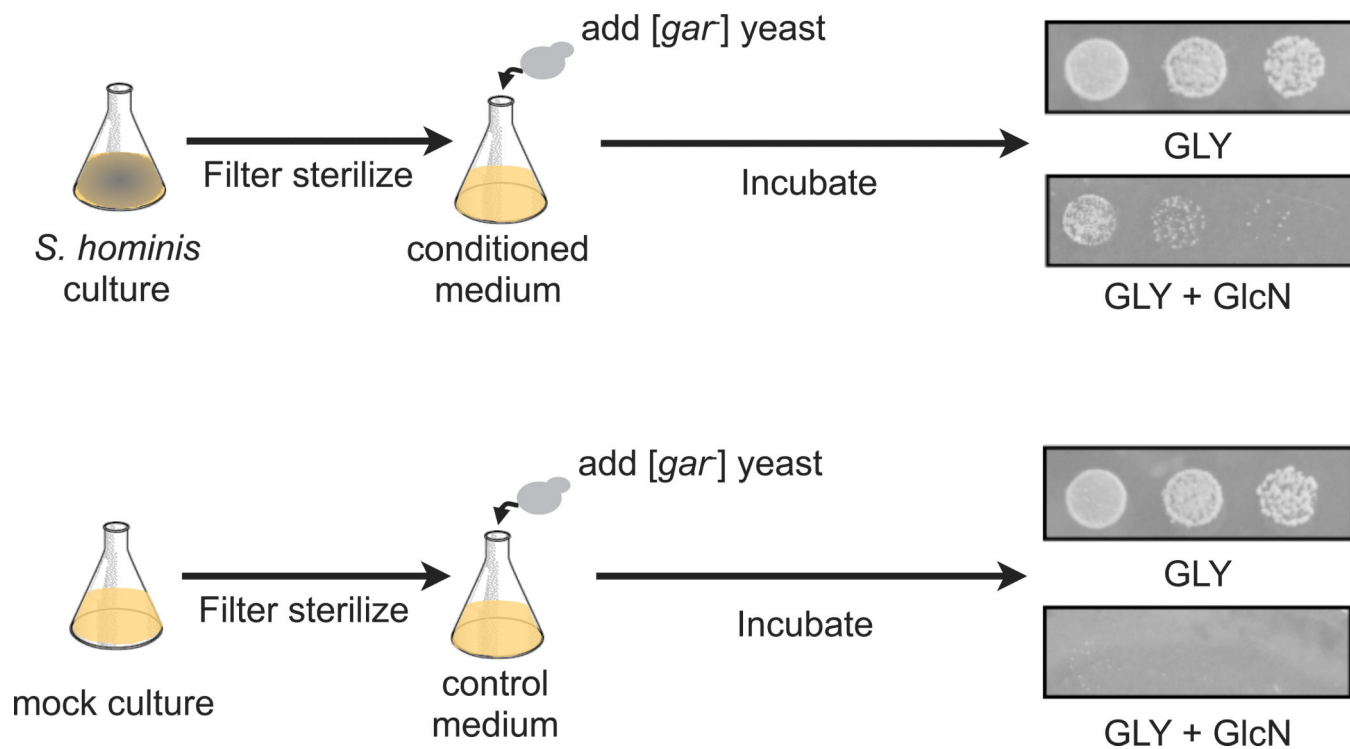 add [gar-] yeast
GLY
Filter sterilize
Incubate
S. hominis
culture
conditioned
medium
GLY + GlcN
add [gar-] yeast
GLY
Filter sterilize
Incubate
mock culture
control
medium
GLY + GlcN